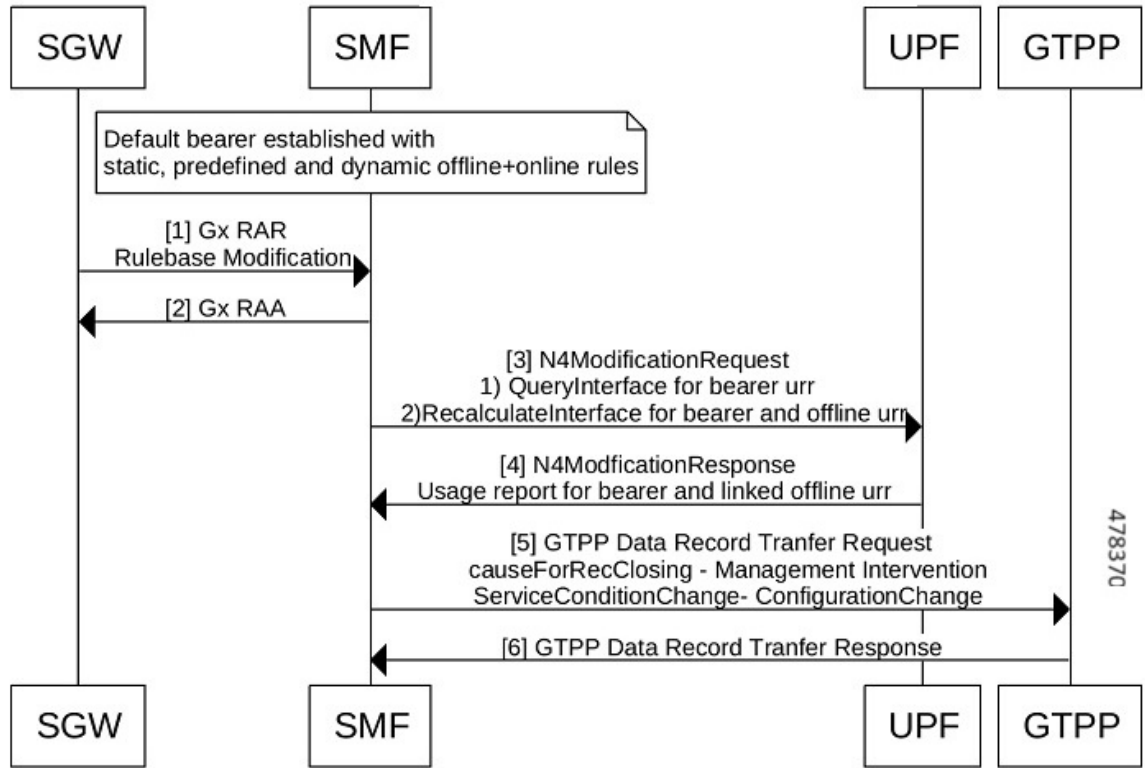 SGW
SMF
UPF
GTPP
Default bearer established with
static, predefined and dynamic offline+online rules
[1] Gx RAR
Rulebase Modification
[2] Gx RAA
[3] N4ModificationRequest
1) QueryInterface for bearer urr
2)RecalculateInterface for bearer and offline urr
[4] N4ModficationResponse
Usage report for bearer and linked offline urr
[5] GTPP Data Record Tranfer Request
causeForRecClosing - Management Intervention
ServiceConditionChange- ConfigurationChange
[6] GTPP Data Record Tranfer Response
478370
SGW
SMF
UPF
GTPP